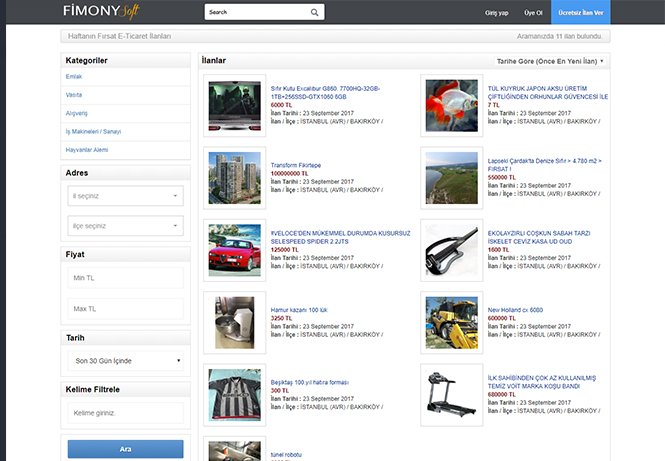 FİMONYSoft
Search
Giriş yap
Üye Ol
Ücretsiz İlan Ver
Haftanın Fırsat E-Ticaret İlanları
Aramanızda 11 ilan bulundu.
Kategoriler
Emlak
Vasıta
Alışveriş
İş Makineleri / Sanayi
Hayvanlar Alemi
Adres
İl seçiniz
İlçe seçiniz
Fiyat
Min TL
Max TL
Tarih
Son 30 Gün İçinde
Kelime Filtrele
Kelime giriniz.
Ara
İlanlar
Tarihe Göre (Önce En Yeni İlan)
Sıfır Kutu Excalibur G860, 7700HQ-32GB-
1TB+256SSD-GTX1060 6GB
6000 TL
İlan Tarihi : 23 September 2017
İlan / İlçe : İSTANBUL (AVR) / BAKIRKÖY /
TÜL KUYRUK JAPON AKSU ÜRETİM
ÇİFTLİĞİNDEN ORHUNLAR GÜVENCESİ İLE
7 TL
İlan Tarihi : 23 September 2017
İlan / İlçe : İSTANBUL (AVR) / BAKIRKÖY /
Transform Fikirtepe
100000000 TL
İlan Tarihi : 23 September 2017
İlan / İlçe : İSTANBUL (AVR) / BAKIRKÖY /
Lapseki Çardak'ta Denize Sıfır > 4.780 m2 >
FIRSAT !
550000 TL
İlan Tarihi : 23 September 2017
İlan / İlçe : İSTANBUL (AVR) / BAKIRKÖY /
!!VELOCE'DEN MÜKEMMEL DURUMDA KUSURSUZ
SELESPEED SPIDER 2 2JTS
125000 TL
İlan Tarihi : 23 September 2017
İlan / İlçe : İSTANBUL (AVR) / BAKIRKÖY /
EKOLAYZIRLI COŞKUN SABAH TARZI
İSKELET CEVİZ KASA UD OUD
1600 TL
İlan Tarihi : 23 September 2017
İlan / İlçe : İSTANBUL (AVR) / BAKIRKÖY /
Hamur kazanı 100 lük
3250 TL
İlan Tarihi : 23 September 2017
İlan / İlçe : İSTANBUL (AVR) / BAKIRKÖY /
New Holland cx 6080
600000 TL
İlan Tarihi : 23 September 2017
İlan / İlçe : İSTANBUL (AVR) / BAKIRKÖY /
Beşiktaş 100.yıl hatıra forması
300 TL
İlan Tarihi : 23 September 2017
İlan / İlçe : İSTANBUL (AVR) / BAKIRKÖY /
İLK SAHİBİNDEN ÇOK AZ KULLANILMIŞ
TEMİZ VOİT MARKA KOŞU BANDI
680000 TL
İlan Tarihi : 23 September 2017
İlan / İlçe : İSTANBUL (AVR) / BAKIRKÖY /
tünel robotu